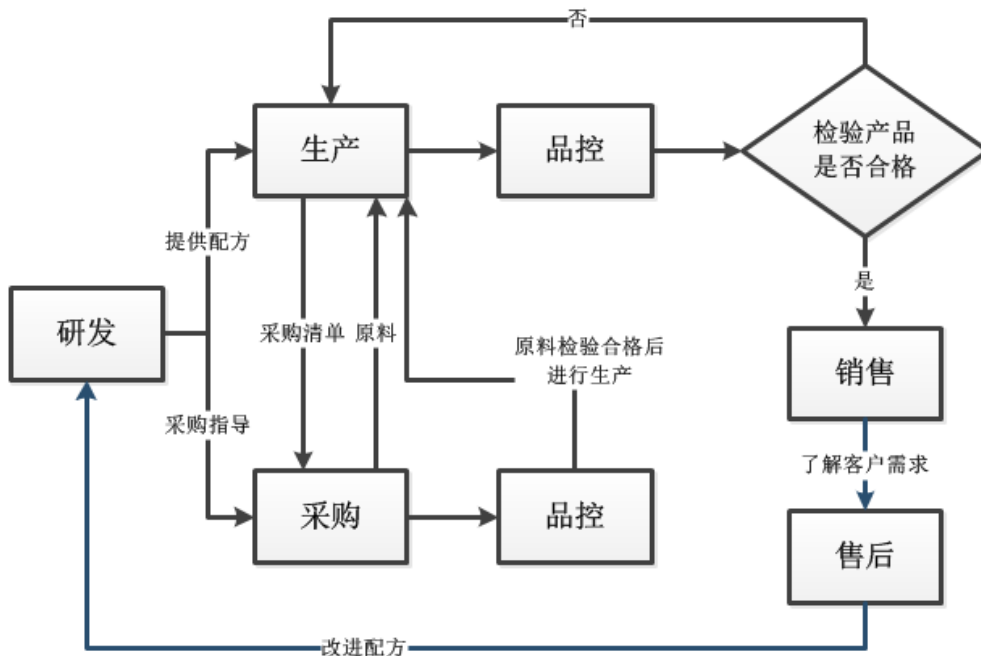 否
生产
品控
检验产品
是否合格
提供配方
是
研发
采购清单
原料
原料检验合格后
进行生产
销售
采购指导
了解客户需求
采购
品控
售后
改进配方